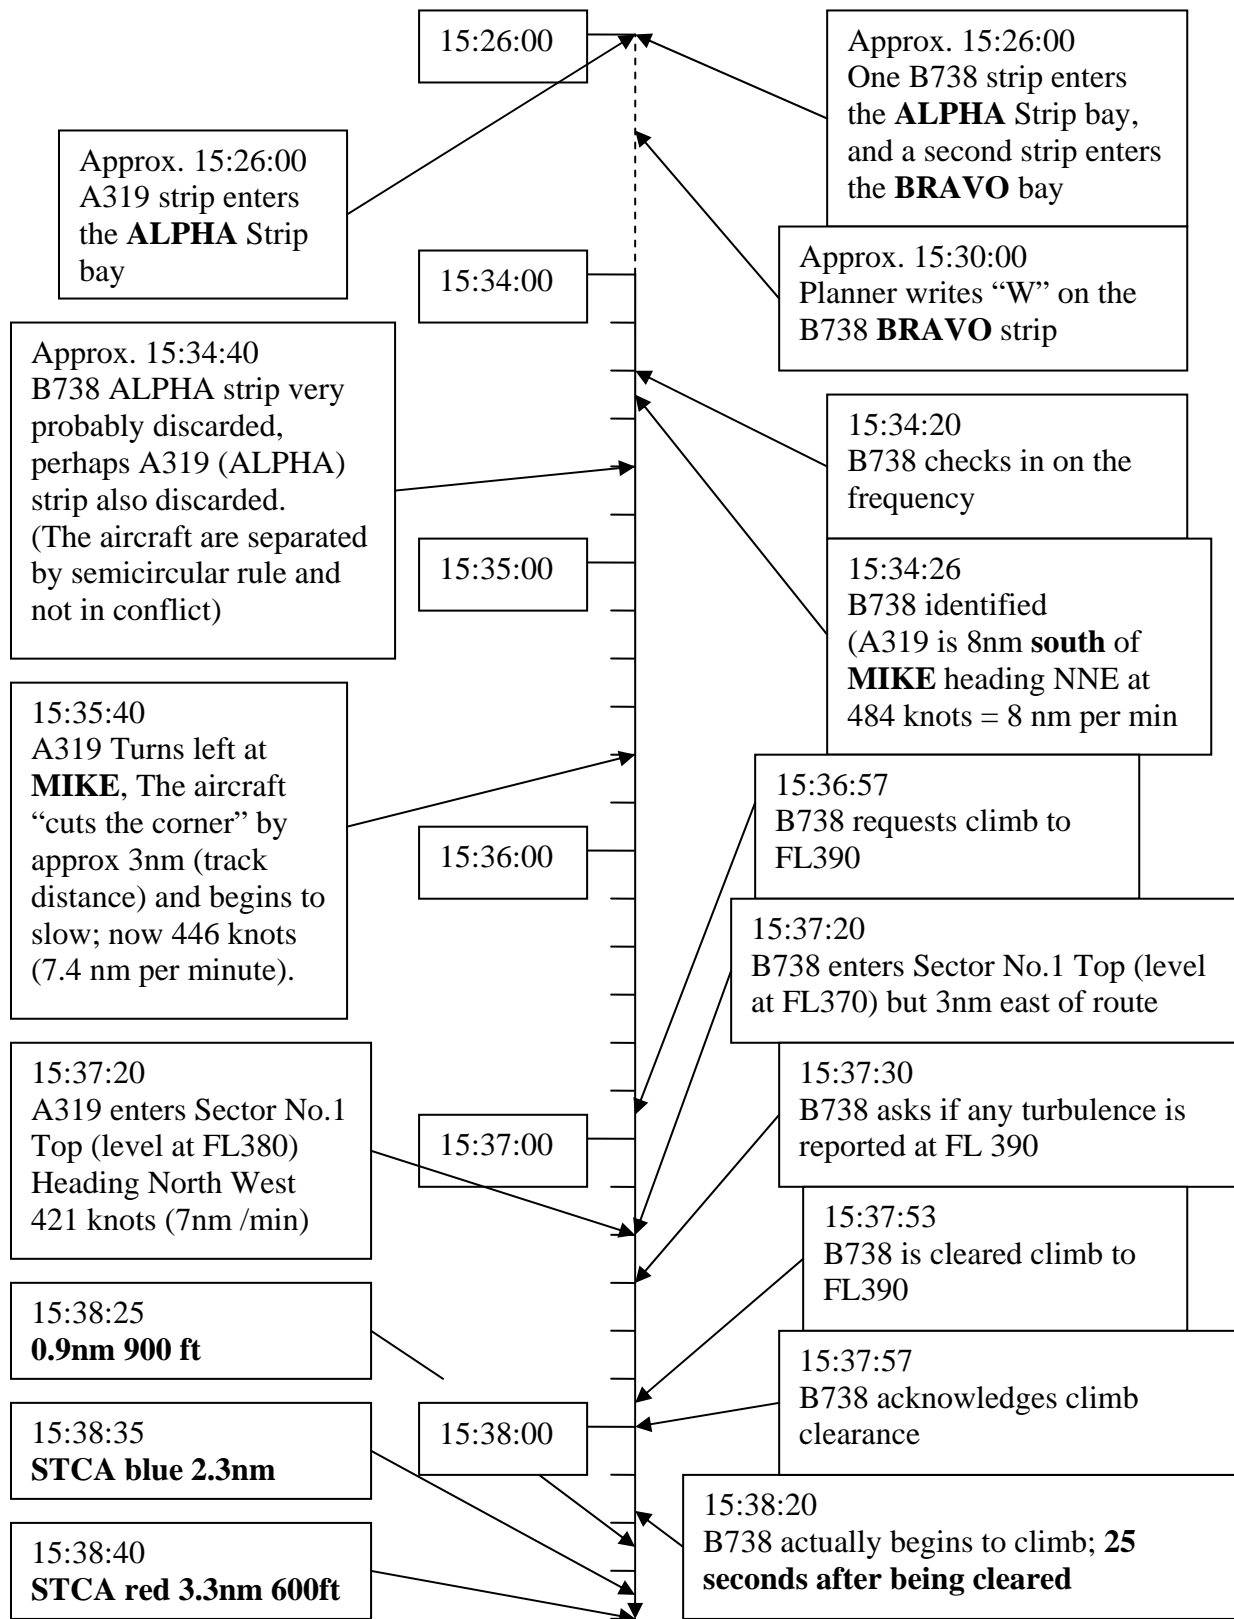 15:26:00
Approx. 15:26:00
One B738 strip enters
the ALPHA Strip bay,
and a second strip enters
the BRAVO bay
Approx. 15:26:00
A319 strip enters
the ALPHA Strip
bay
Approx. 15:30:00
Planner writes “W” on the
B738 BRAVO strip
15:34:00
Approx. 15:34:40
B738 ALPHA strip very
probably discarded,
perhaps A319 (ALPHA)
strip also discarded.
(The aircraft are separated
by semicircular rule and
not in conflict)
15:34:20
B738 checks in on the
frequency
15:35:00
15:34:26
B738 identified
(A319 is 8nm south of
MIKE heading NNE at
484 knots = 8 nm per min
15:35:40
A319 Turns left at
MIKE, The aircraft
“cuts the corner” by
approx 3nm (track
distance) and begins to
slow; now 446 knots
(7.4 nm per minute).
15:36:57
B738 requests climb to
FL390
15:36:00
15:37:20
B738 enters Sector No.1 Top (level
at FL370) but 3nm east of route
15:37:20
A319 enters Sector No.1
Top (level at FL380)
Heading North West
421 knots (7nm /min)
15:37:00
15:37:30
B738 asks if any turbulence is
reported at FL 390
15:37:53
B738 is cleared climb to
FL390
15:38:25
0.9nm 900 ft
15:37:57
B738 acknowledges climb
clearance
15:38:00
15:38:35
STCA blue 2.3nm
15:38:20
B738 actually begins to climb; 25
seconds after being cleared
15:38:40
STCA red 3.3nm 600ft